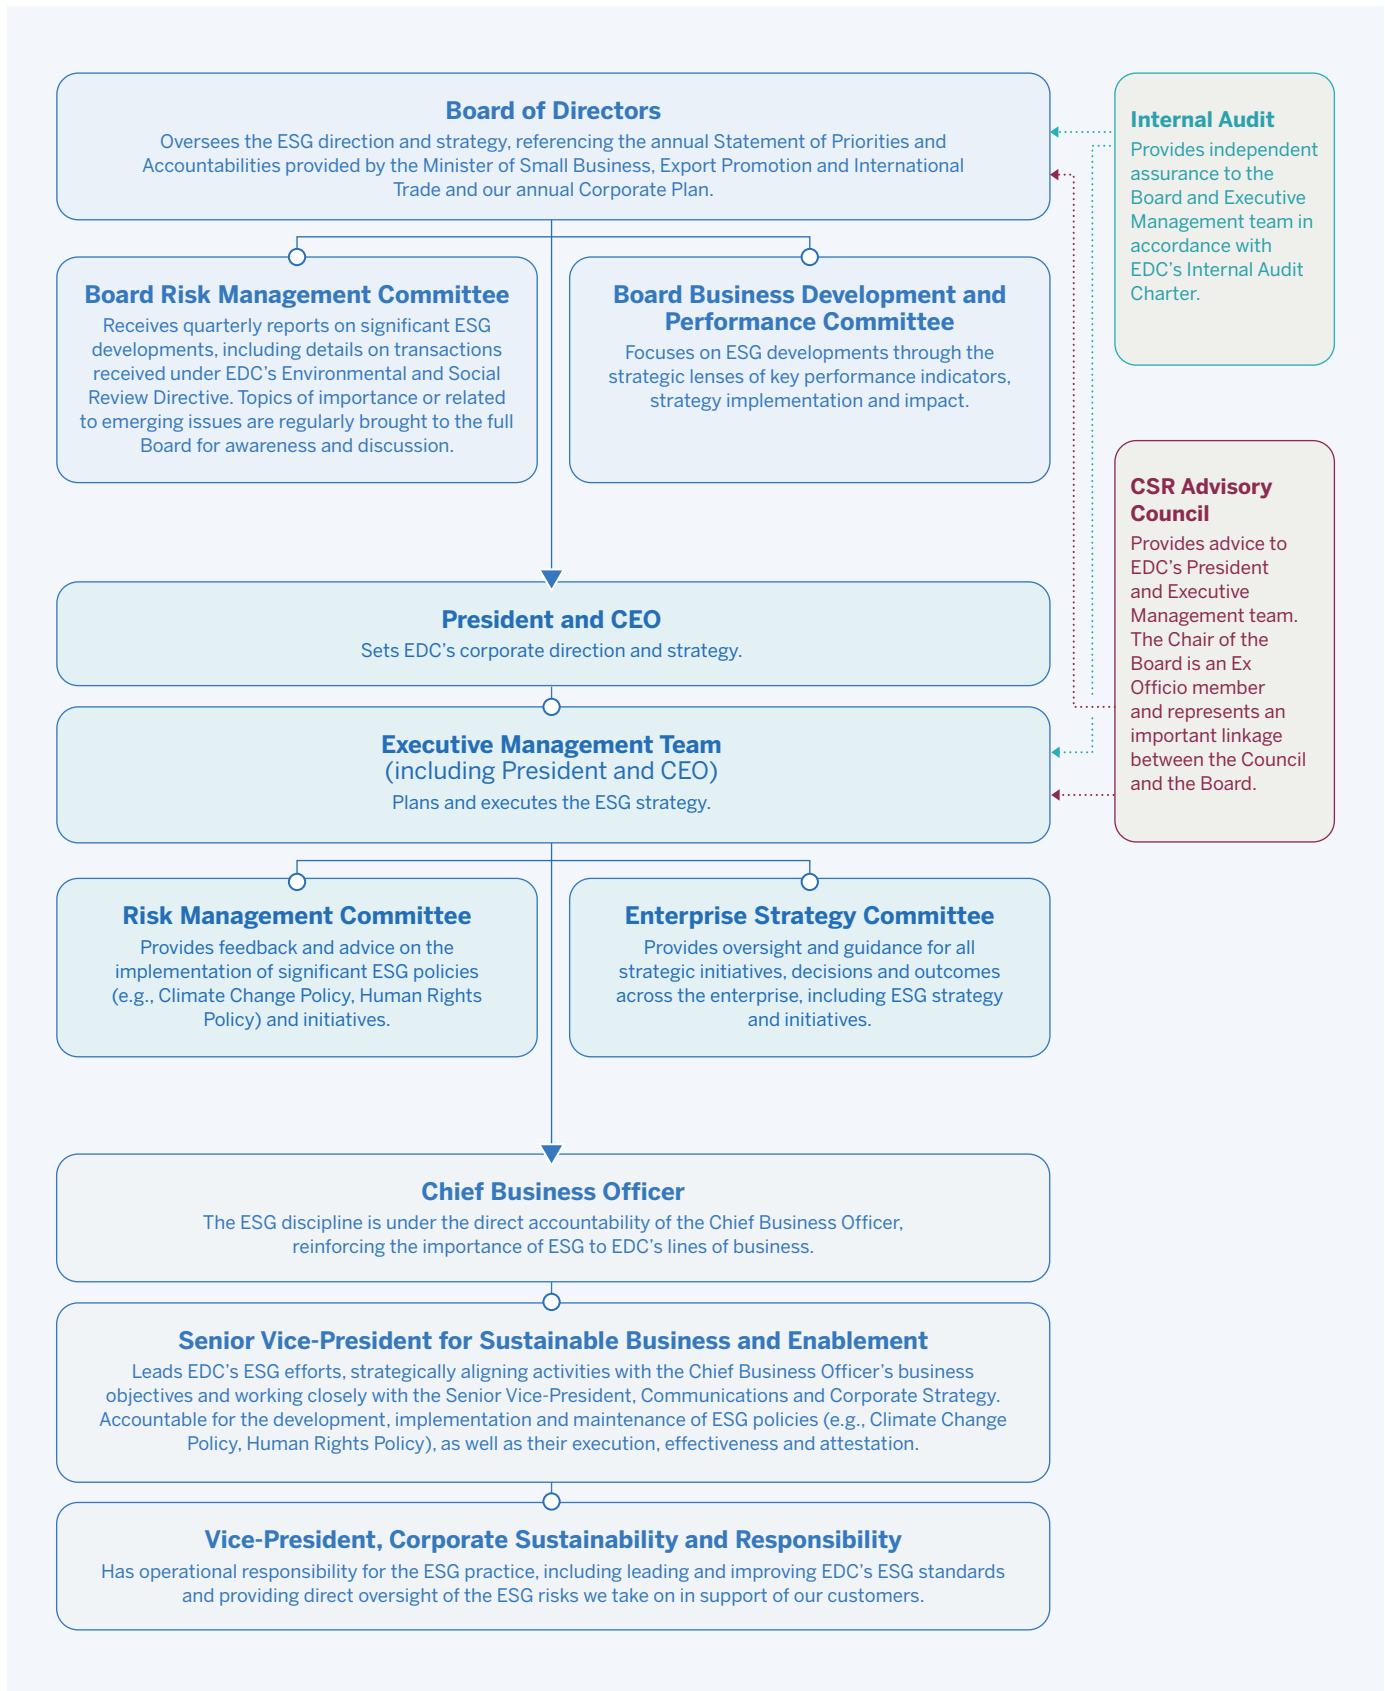 Board of Directors
Oversees the ESG direction and strategy, referencing the annual Statement of Priorities and
Accountabilities provided by the Minister of Small Business, Export Promotion and International
Trade and our annual Corporate Plan.
Board Risk Management Committee
Receives quarterly reports on significant ESG
developments, including details on transactions
received under EDC’s Environmental and Social
Review Directive. Topics of importance or related
to emerging issues are regularly brought to the full
Board for awareness and discussion.
Board Business Development and
Performance Committee
Focuses on ESG developments through the
strategic lenses of key performance indicators,
strategy implementation and impact.
President and CEO
Sets EDC’s corporate direction and strategy.
Executive Management Team
(including President and CEO)
Plans and executes the ESG strategy.
Risk Management Committee
Provides feedback and advice on the
implementation of significant ESG policies
(e.g., Climate Change Policy, Human Rights
Policy) and initiatives.
Enterprise Strategy Committee
Provides oversight and guidance for all
strategic initiatives, decisions and outcomes
across the enterprise, including ESG strategy
and initiatives.
Chief Business Officer
The ESG discipline is under the direct accountability of the Chief Business Officer,
reinforcing the importance of ESG to EDC’s lines of business.
Senior Vice-President for Sustainable Business and Enablement
Leads EDC’s ESG efforts, strategically aligning activities with the Chief Business Officer’s business
objectives and working closely with the Senior Vice-President, Communications and Corporate Strategy.
Accountable for the development, implementation and maintenance of ESG policies (e.g., Climate Change
Policy, Human Rights Policy), as well as their execution, effectiveness and attestation.
Vice-President, Corporate Sustainability and Responsibility
Has operational responsibility for the ESG practice, including leading and improving EDC’s ESG standards
and providing direct oversight of the ESG risks we take on in support of our customers.
Internal Audit
Provides independent
assurance to the
Board and Executive
Management team in
accordance with
EDC’s Internal Audit
Charter.
CSR Advisory
Council
Provides advice to
EDC’s President
and Executive
Management team.
The Chair of the
Board is an Ex
Officio member
and represents an
important linkage
between the Council
and the Board.